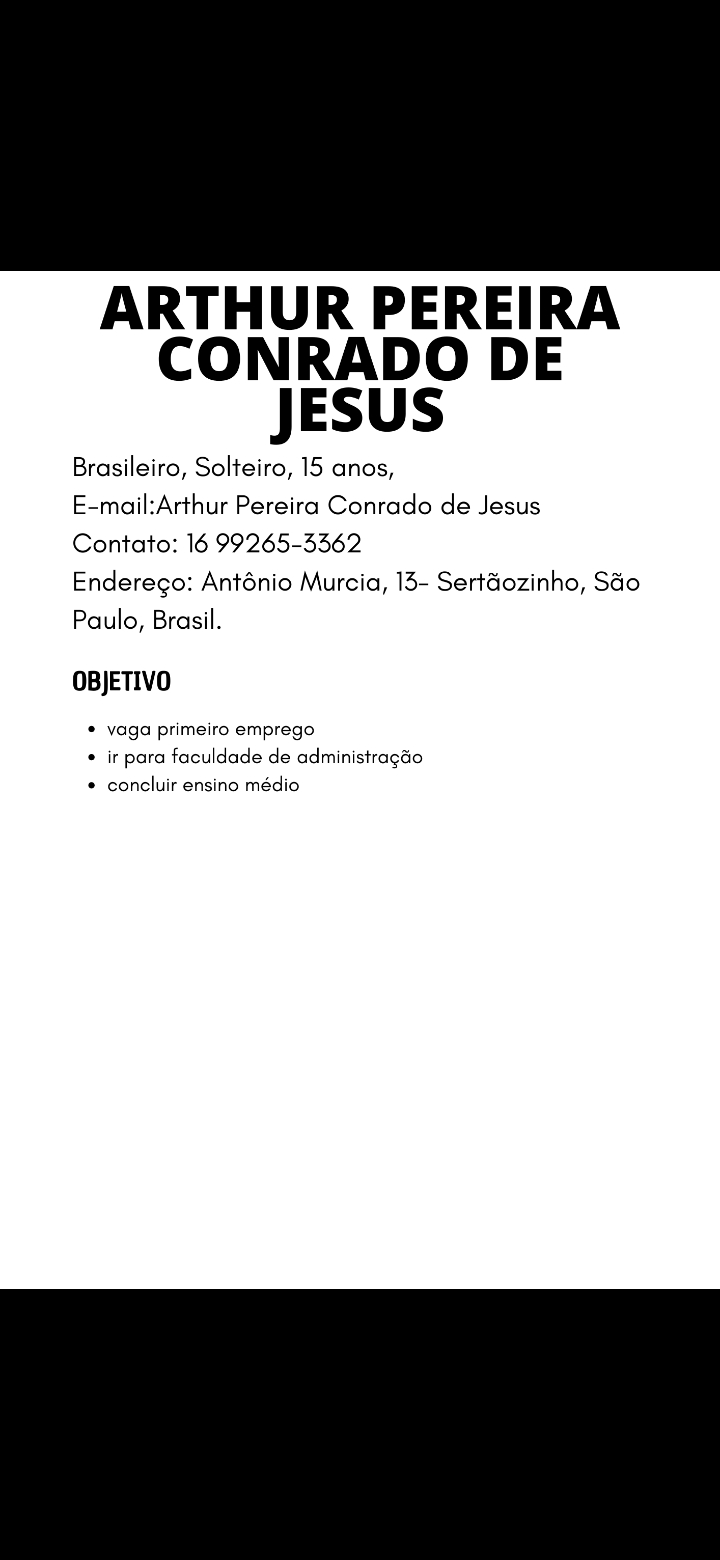 ARTHUR PEREIRA
CONRADO DE
JESUS
Brasileiro, Solteiro, 15 anos,
E-mail:Arthur Pereira Conrado de Jesus
Contato: 16 99265-3362
Endereço: Antônio Murcia, 13- Sertãozinho, São
Paulo, Brasil.
OBJETIVO
• vaga primeiro emprego
• ir para faculdade de administração
• concluir ensino médio